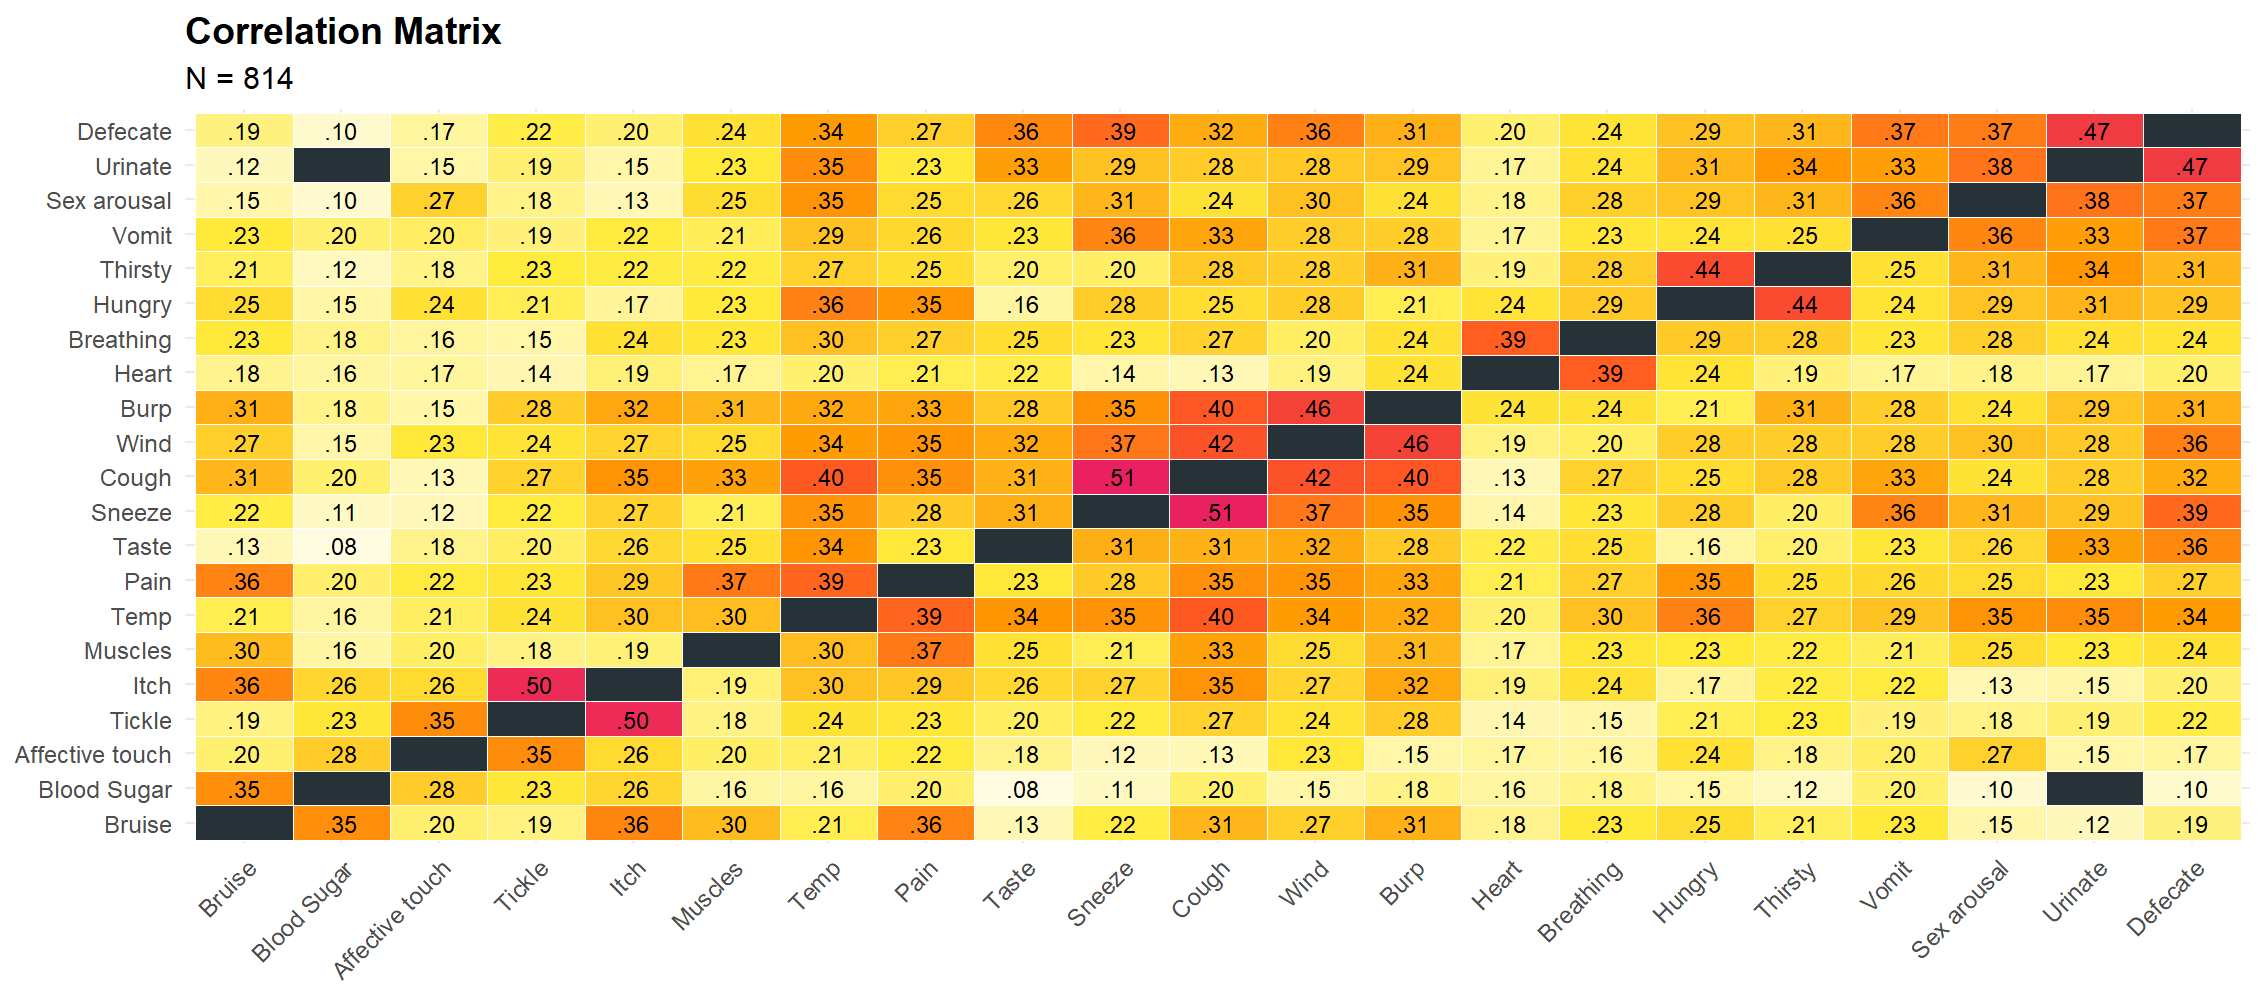 Correlation Matrix
N = 814
Defecate .19 .10 .17 .22 .20 .24 .34 .27 .36 .39 .32 .36 .31 .20 .24 .29 .31 .37 .37 .47
Urinate .12 .15 .19 .15 .23 .35 .23 .33 .29 .28 .28 .29 .17 .24 .31 .34 .33 .38 .47
Sex arousal .15 .10 .27 .18 .13 .25 .35 .25 .26 .31 .24 .30 .24 .18 .28 .29 .31 .36 .38 .37
Vomit .23 .20 .20 .19 .22 .21 .29 .26 .23 .36 .33 .28 .28 .17 .23 .24 .25 .36 .33 .37
Thirsty .21 .12 .18 .23 .22 .22 .27 .25 .20 .20 .28 .28 .31 .19 .28 .44 .25 .31 .34 .31
Hungry .25 .15 .24 .21 .17 .23 .36 .35 .16 .28 .25 .28 .21 .24 .29 .44 .24 .29 .31 .29
Breathing .23 .18 .16 .15 .24 .23 .30 .27 .25 .23 .27 .20 .24 .39 .29 .28 .23 .28 .24 .24
Heart .18 .16 .17 .14 .19 .17 .20 .21 .22 .14 .13 .19 .24 .39 .24 .19 .17 .18 .17 .20
Burp .31 .18 .15 .28 .32 .31 .32 .33 .28 .35 .40 .46 .24 .24 .21 .31 .28 .24 .29 .31
Wind .27 .15 .23 .24 .27 .25 .34 .35 .32 .37 .42 .46 .19 .20 .28 .28 .28 .30 .28 .36
Cough .31 .20 .13 .27 .35 .33 .40 .35 .31 .51 .42 .40 .13 .27 .25 .28 .33 .24 .28 .32
Sneeze .22 .11 .12 .22 .27 .21 .35 .28 .31 .51 .37 .35 .14 .23 .28 .20 .36 .31 .29 .39
Taste .13 .08 .18 .20 .26 .25 .34 .23 .31 .31 .32 .28 .22 .25 .16 .20 .23 .26 .33 .36
Pain .36 .20 .22 .23 .29 .37 .39 .23 .28 .35 .35 .33 .21 .27 .35 .25 .26 .25 .23 .27
Temp .21 .16 .21 .24 .30 .30 .39 .34 .35 .40 .34 .32 .20 .30 .36 .27 .29 .35 .35 .34
Muscles .30 .16 .20 .18 .19 .30 .37 .25 .21 .33 .25 .31 .17 .23 .23 .22 .21 .25 .23 .24
Itch .36 .26 .26 .50 .19 .30 .29 .26 .27 .35 .27 .32 .19 .24 .17 .22 .22 .13 .15 .20
Tickle .19 .23 .35 .50 .18 .24 .23 .20 .22 .27 .24 .28 .14 .15 .21 .23 .19 .18 .19 .22
Affective touch .20 .28 .35 .26 .20 .21 .22 .18 .12 .13 .23 .15 .17 .16 .24 .18 .20 .27 .15 .17
Blood Sugar .35 .28 .23 .26 .16 .16 .20 .08 .11 .20 .15 .18 .16 .18 .15 .12 .20 .10 .10
Bruise .35 .20 .19 .36 .30 .21 .36 .13 .22 .31 .27 .31 .18 .23 .25 .21 .23 .15 .12 .19
Bruise Blood Sugar Affective touch Tickle Itch Muscles Temp Pain Taste Sneeze Cough Wind Burp Heart Breathing Hungry Thirsty Vomit Sex arousal Urinate Defecate